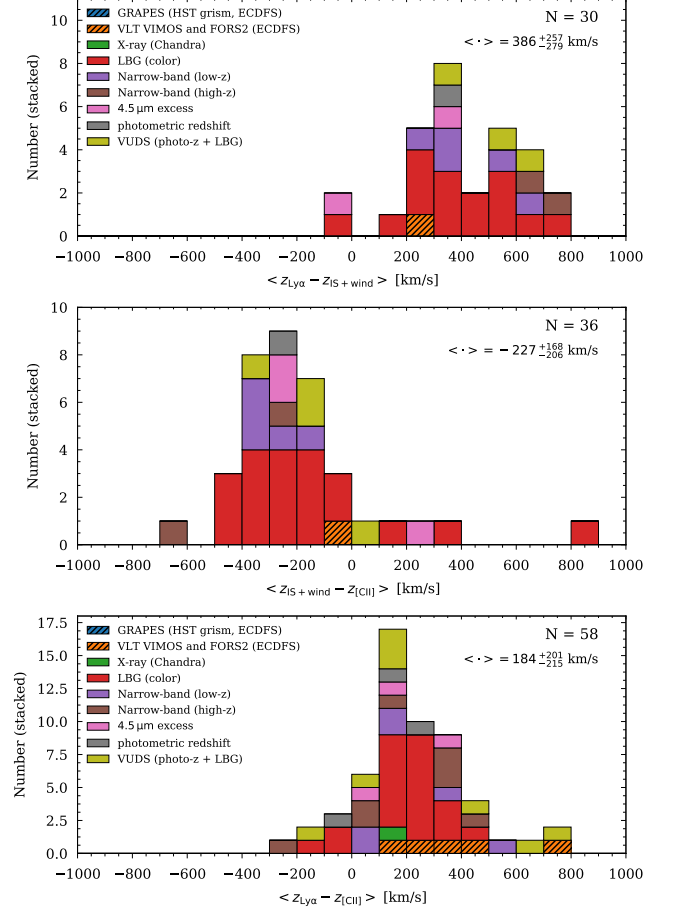 GRAPES (HST grism, ECDFS)
VLT VIMOS and FORS2 (ECDFS)
X-ray (Chandra)
LBG (color)
Narrow-band (low-z)
Narrow-band (high-z)
4.5 μm excess
photometric redshift
VUDS (photo-z + LBG)
N = 30
< · > = 386 +257 −279 km/s
Number (stacked)
10
8
6
4
2
0
−1000 −800 −600 −400 −200 0 200 400 600 800 1000
< zLyα − zIS+wind > [km/s]
N = 36
< · > = −227 +168 −206 km/s
Number (stacked)
10
8
6
4
2
0
−1000 −800 −600 −400 −200 0 200 400 600 800 1000
< zIS+wind − z[CII] > [km/s]
GRAPES (HST grism, ECDFS)
VLT VIMOS and FORS2 (ECDFS)
X-ray (Chandra)
LBG (color)
Narrow-band (low-z)
Narrow-band (high-z)
4.5 μm excess
photometric redshift
VUDS (photo-z + LBG)
N = 58
< · > = 184 +201 −215 km/s
Number (stacked)
17.5
15.0
12.5
10.0
7.5
5.0
2.5
0.0
−1000 −800 −600 −400 −200 0 200 400 600 800 1000
< zLyα − z[CII] > [km/s]